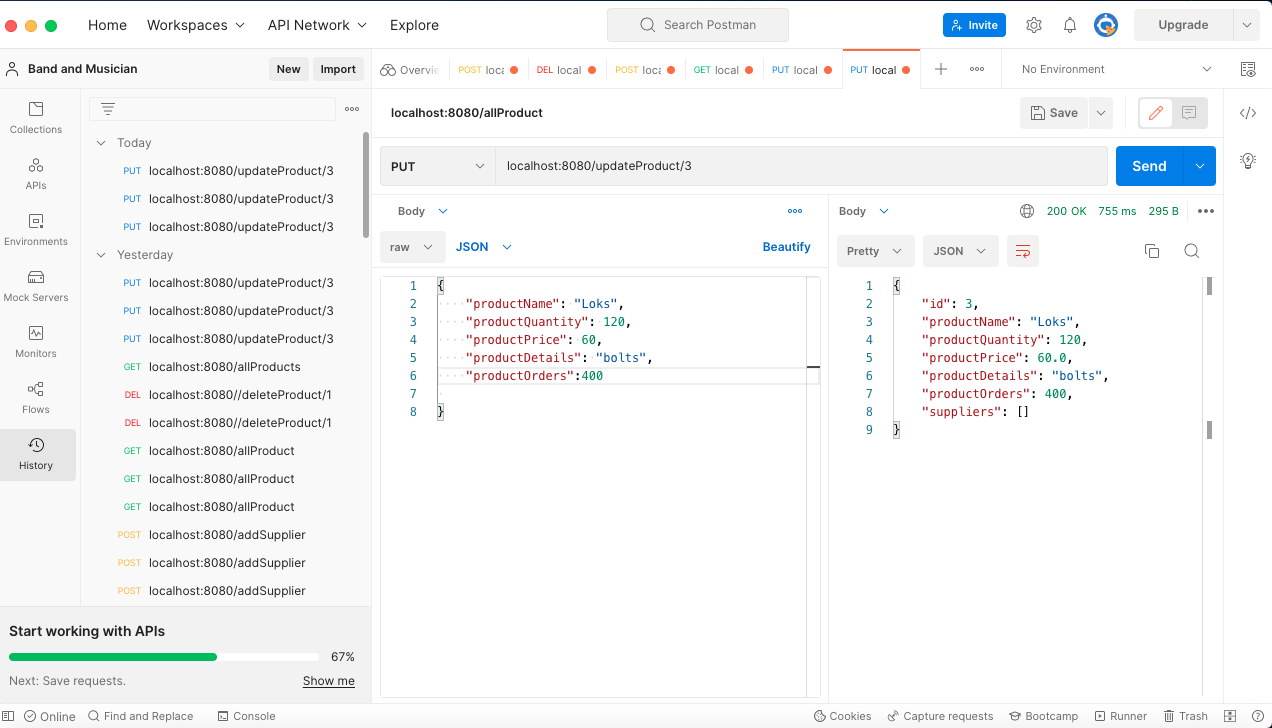 Home Workspaces API Network Explore Search Postman Invite Upgrade
Band and Musician New Import
Overvie POST loca DEL local POST loca GET local PUT local PUT local No Environment
Collections
APIs
Environments
Mock Servers
Monitors
Flows
History
Today
PUT localhost:8080/updateProduct/3
PUT localhost:8080/updateProduct/3
PUT localhost:8080/updateProduct/3
Yesterday
PUT localhost:8080/updateProduct/3
PUT localhost:8080/updateProduct/3
PUT localhost:8080/updateProduct/3
GET localhost:8080/allProducts
DEL localhost:8080//deleteProduct/1
DEL localhost:8080//deleteProduct/1
GET localhost:8080/allProduct
GET localhost:8080/allProduct
GET localhost:8080/allProduct
POST localhost:8080/addSupplier
POST localhost:8080/addSupplier
POST localhost:8080/addSupplier
Start working with APIs
67%
Next: Save requests. Show me
localhost:8080/allProduct Save
PUT localhost:8080/updateProduct/3 Send
Body
raw JSON Beautify
1 {
2 "productName": "Loks",
3 "productQuantity": 120,
4 "productPrice": 60,
5 "productDetails": "bolts",
6 "productOrders":400
7
8 }
Body 200 OK 755 ms 295 B
Pretty JSON
1 {
2 "id": 3,
3 "productName": "Loks",
4 "productQuantity": 120,
5 "productPrice": 60.0,
6 "productDetails": "bolts",
7 "productOrders": 400,
8 "suppliers": []
9 }
Online Find and Replace Console Cookies Capture requests Bootcamp Runner Trash